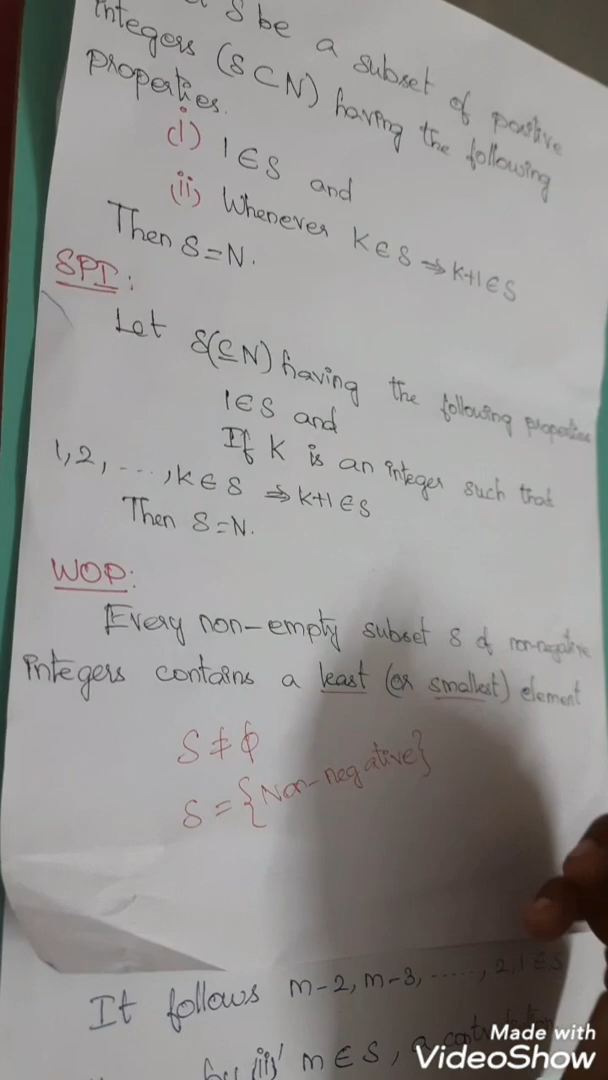 S be a subset of positive
integers (S⊂N) having the following
properties.
(i) 1∈S and
(ii) Whenever K∈S ⇒ K+1∈S
Then S=N.
SPI:
Let S(⊆N) having the following properties
1∈S and
If K is an integer such that
1,2, ..., K∈S ⇒ K+1∈S
Then S=N.
WOP:
Every non-empty subset S of non-negative
integers contains a least (or smallest) element
S ≠ φ
S = {Non-negative}
It follows m-2, m-3, ....., 2, 1 ∈ S
by (ii)' m∈S, a
Made with
VideoShow